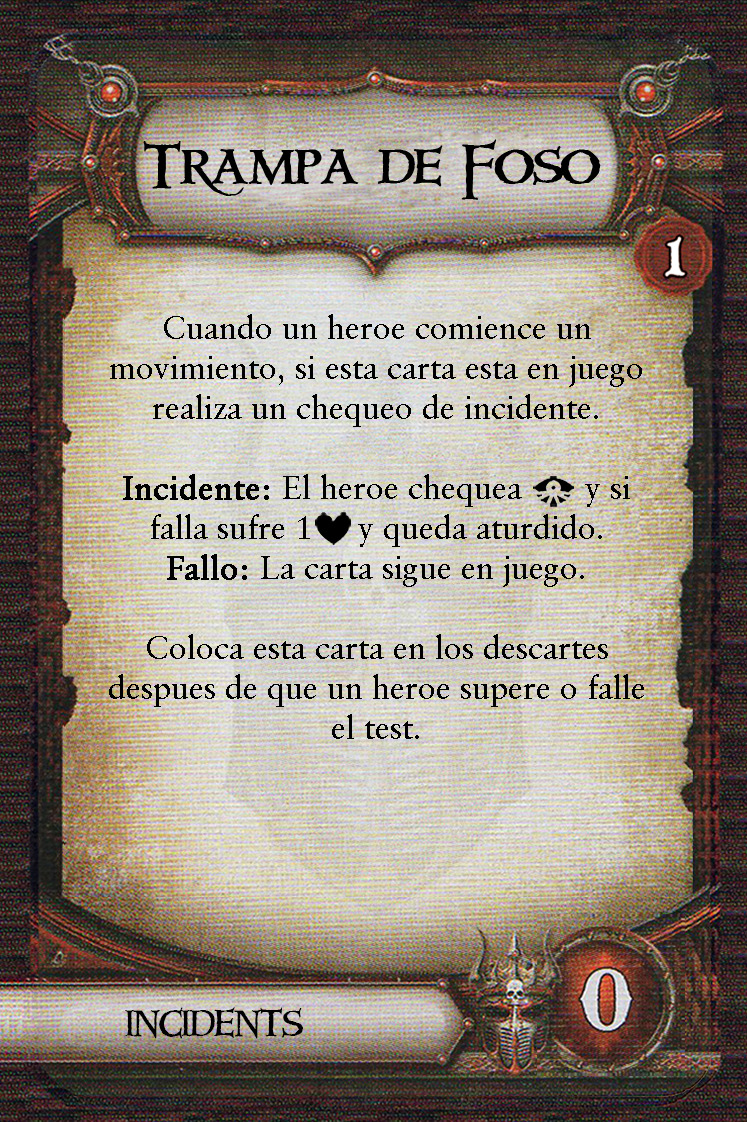 Trampa de Foso
1
Cuando un heroe comience un
movimiento, si esta carta esta en juego
realiza un chequeo de incidente.
Incidente: El heroe chequea y si
falla sufre 1 y queda aturdido.
Fallo: La carta sigue en juego.
Coloca esta carta en los descartes
despues de que un heroe supere o falle
el test.
INCIDENTS
0